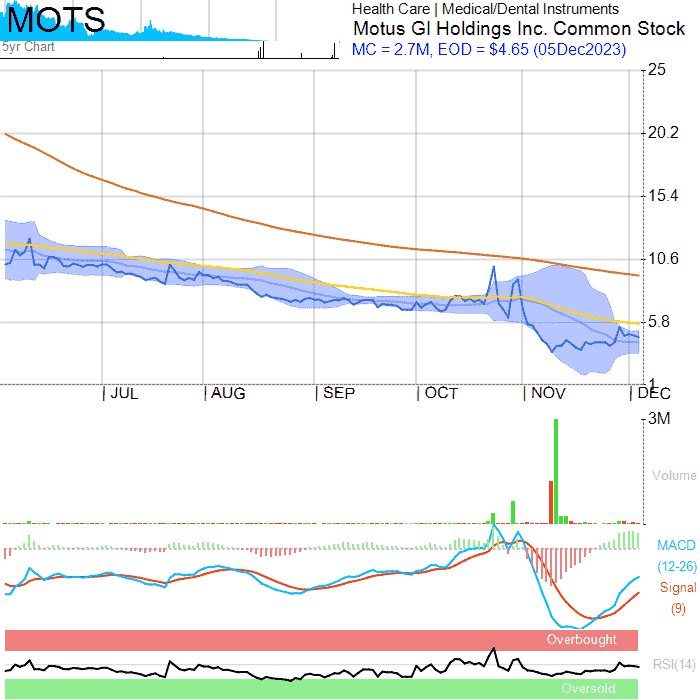 MOTS
5yr Chart
Health Care | Medical/Dental Instruments
Motus GI Holdings Inc. Common Stock
MC = 2.7M, EOD = $4.65 (05Dec2023)
25
20.2
15.4
10.6
5.8
1
JUL AUG SEP OCT NOV DEC
3M
Volume
MACD
(12-26)
Signal
(9)
Overbought
RSI(14)
Oversold